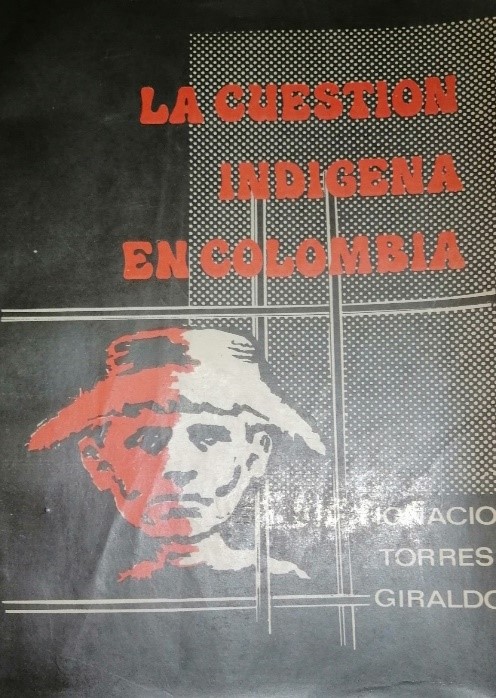 LA CUESTION
INDIGENA
EN COLOMBIA
IGNACIO
TORRES
GIRALDO